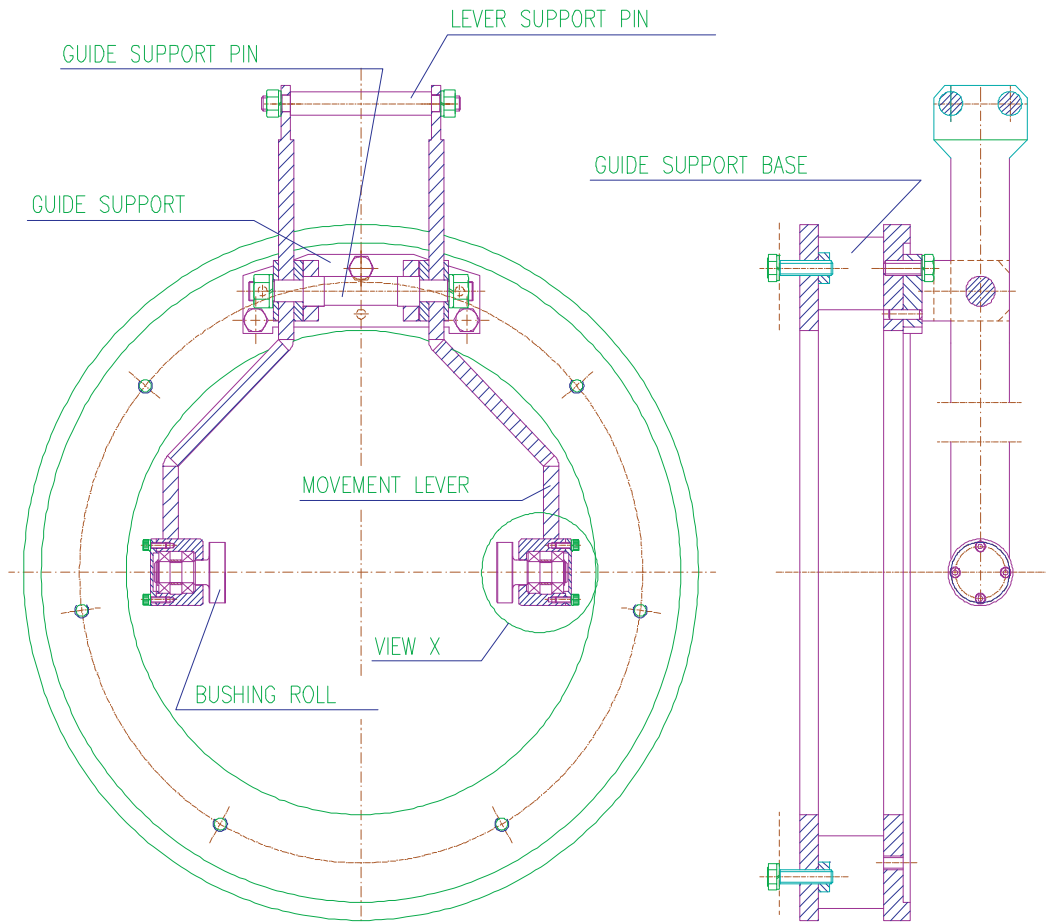 LEVER SUPPORT PIN
GUIDE SUPPORT PIN
GUIDE SUPPORT BASE
GUIDE SUPPORT
MOVEMENT LEVER
VIEW X
BUSHING ROLL